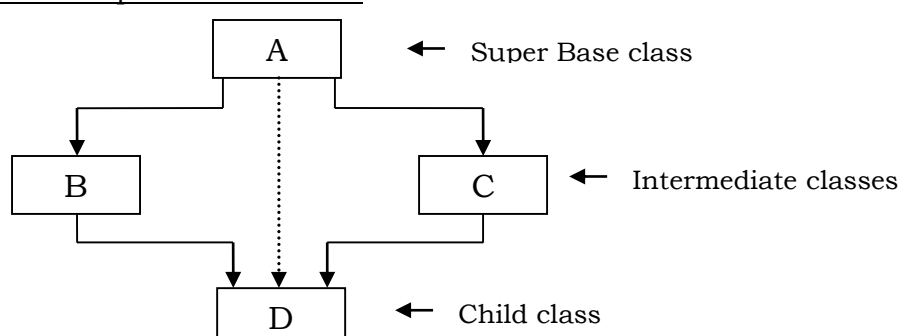 A Super Base class
B C Intermediate classes
D Child class